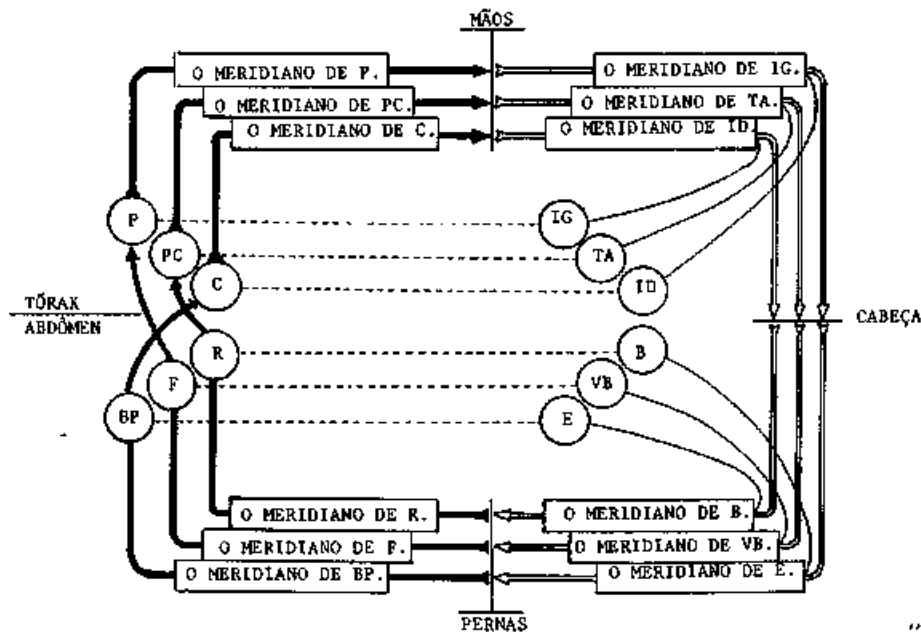 MÃOS
O MERIDIANO DE P.
O MERIDIANO DE IG.
O MERIDIANO DE PC.
O MERIDIANO DE TA.
O MERIDIANO DE C.
O MERIDIANO DE ID.
P
IG
PC
TA
C
ID
TÓRAX
ABDÔMEN
CABEÇA
R
B
F
VB
BP
E
O MERIDIANO DE R.
O MERIDIANO DE B.
O MERIDIANO DE F.
O MERIDIANO DE VB.
O MERIDIANO DE BP.
O MERIDIANO DE E.
PERNAS